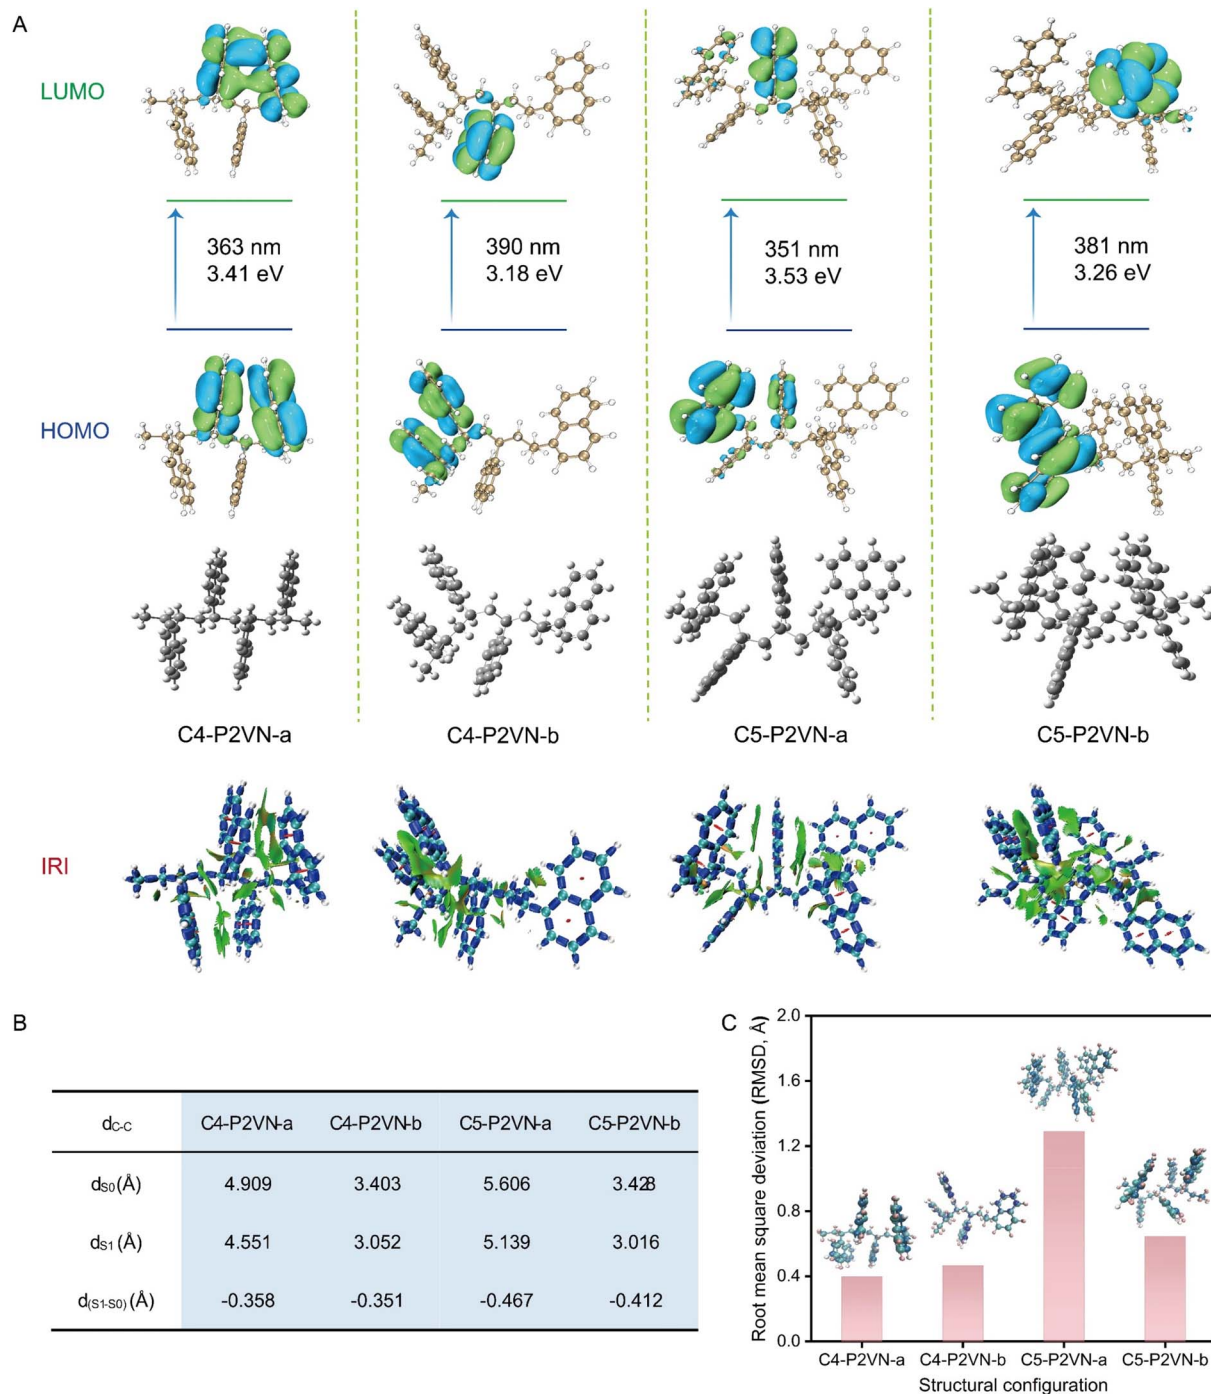 A
LUMO
363 nm
3.41 eV
390 nm
3.18 eV
351 nm
3.53 eV
381 nm
3.26 eV
HOMO
C4-P2VN-a
C4-P2VN-b
C5-P2VN-a
C5-P2VN-b
IRI
B
dC-C C4-P2VN-a C4-P2VN-b C5-P2VN-a C5-P2VN-b
dS0(Å) 4.909 3.403 5.606 3.428
dS1(Å) 4.551 3.052 5.139 3.016
d(S1-S0)(Å) -0.358 -0.351 -0.467 -0.412
C
Root mean square deviation (RMSD, Å)
2.0
1.6
1.2
0.8
0.4
0.0
C4-P2VN-a C4-P2VN-b C5-P2VN-a C5-P2VN-b
Structural configuration